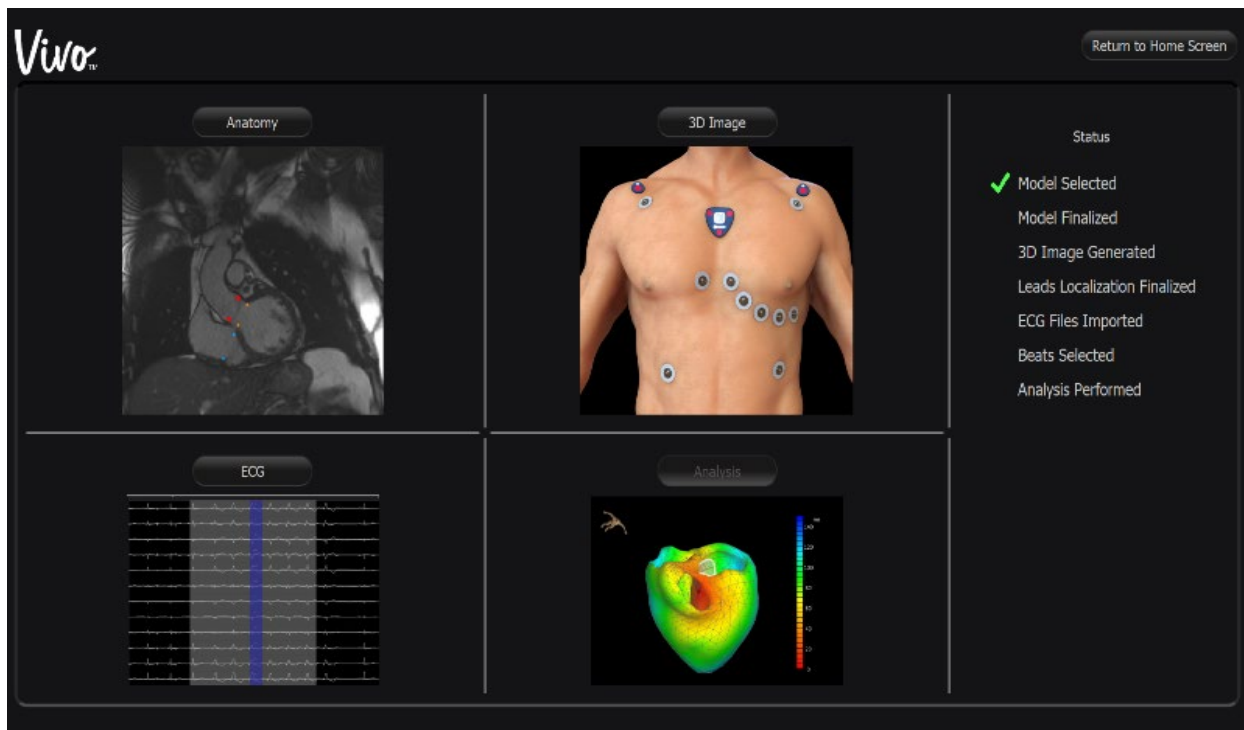 Vivo
TM
Return to Home Screen
Anatomy
3D Image
Status
Model Selected
Model Finalized
3D Image Generated
Leads Localization Finalized
ECG Files Imported
Beats Selected
Analysis Performed
ECG
Analysis